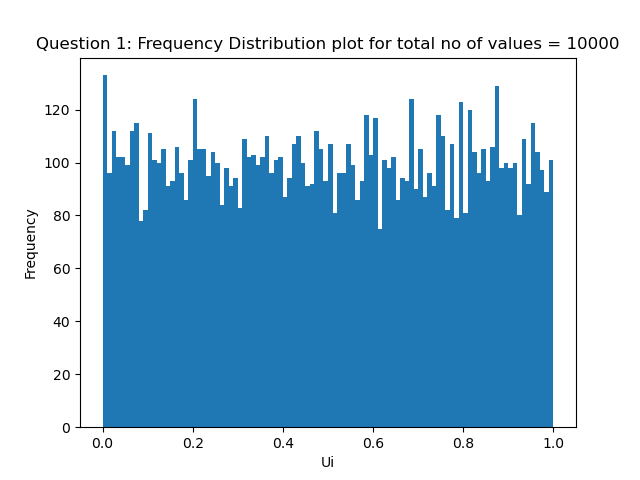 Question 1: Frequency Distribution plot for total no of values = 10000
Frequency
120
100
80
60
40
20
0
0.0 0.2 0.4 0.6 0.8 1.0
Ui